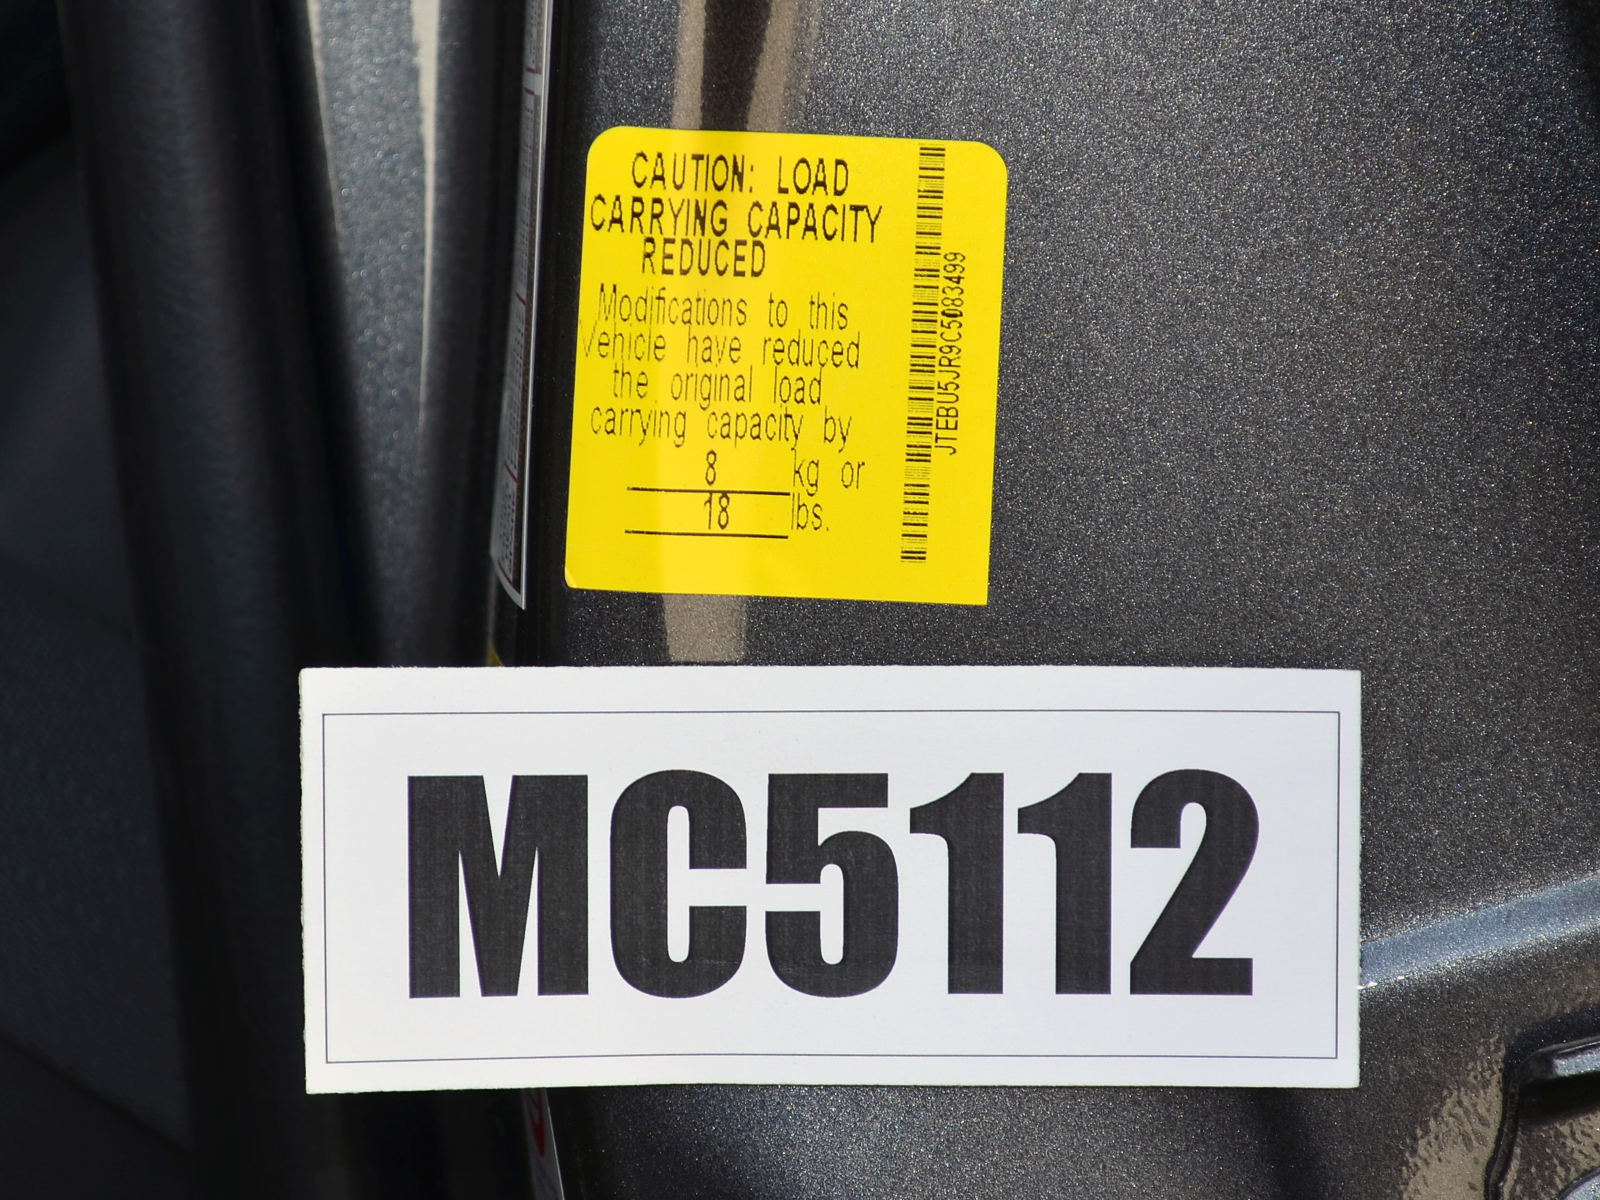 CAUTION: LOAD
CARRYING CAPACITY
REDUCED
Modifications to this
Vehicle have reduced
the original load
carrying capacity by
8 kg or
18 lbs.
JTEBU5JR9C5083499
MC5112